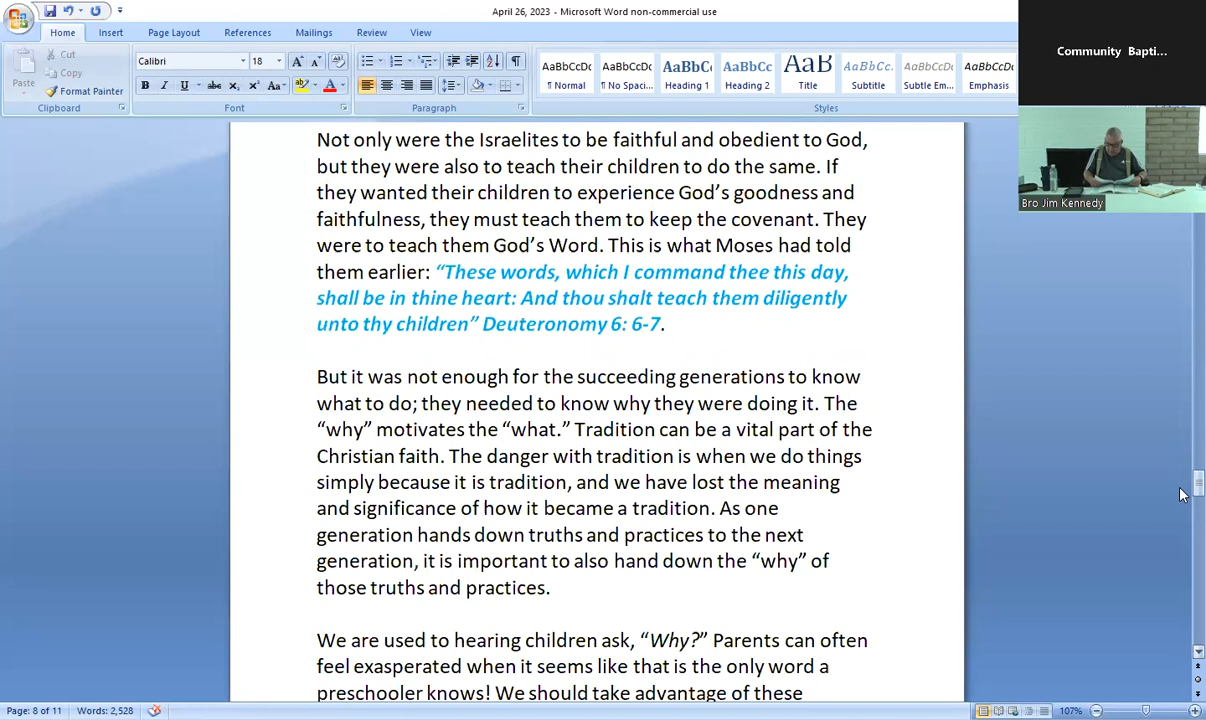 April 26, 2023 - Microsoft Word non-commercial use
Home Insert Page Layout References Mailings Review View
Cut
Copy
Paste
Format Painter
Clipboard
Calibri 18
Font
Paragraph
AaBbCcDc AaBbCcDc AaBbC AaBbCc AaB AaBbCc. AaBbCcDc AaBbCcDc
¶ Normal ¶ No Spaci... Heading 1 Heading 2 Title Subtitle Subtle Em... Emphasis
Styles
Community Bapti...
Bro Jim Kennedy
Not only were the Israelites to be faithful and obedient to God,
but they were also to teach their children to do the same. If
they wanted their children to experience God’s goodness and
faithfulness, they must teach them to keep the covenant. They
were to teach them God’s Word. This is what Moses had told
them earlier: “These words, which I command thee this day,
shall be in thine heart: And thou shalt teach them diligently
unto thy children” Deuteronomy 6: 6-7.
But it was not enough for the succeeding generations to know
what to do; they needed to know why they were doing it. The
“why” motivates the “what.” Tradition can be a vital part of the
Christian faith. The danger with tradition is when we do things
simply because it is tradition, and we have lost the meaning
and significance of how it became a tradition. As one
generation hands down truths and practices to the next
generation, it is important to also hand down the “why” of
those truths and practices.
We are used to hearing children ask, “Why?” Parents can often
feel exasperated when it seems like that is the only word a
preschooler knows! We should take advantage of these
Page: 8 of 11 Words: 2,528 107%